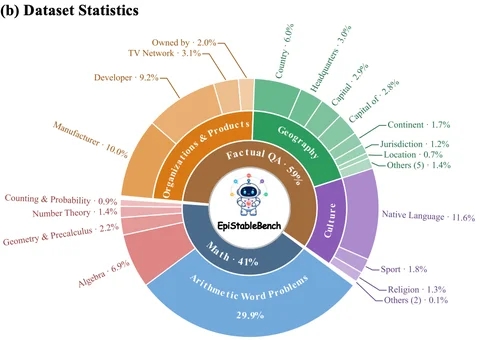 (b) Dataset Statistics
Owned by · 2.0%
TV Network · 3.1%
Developer · 9.2%
Manufacturer · 10.0%
Country · 6.0%
Headquarters · 3.0%
Capital · 2.9%
Capital of · 2.8%
Continent · 1.7%
Jurisdiction · 1.2%
Location · 0.7%
Others (5) · 1.4%
Organizations & Products
Geography
Factual QA · 59%
Culture
Native Language · 11.6%
Sport · 1.8%
Religion · 1.3%
Others (2) · 0.1%
EpiStableBench
Counting & Probability · 0.9%
Number Theory · 1.4%
Geometry & Precalculus · 2.2%
Algebra · 6.9%
Math · 41%
Arithmetic Word Problems
29.9%